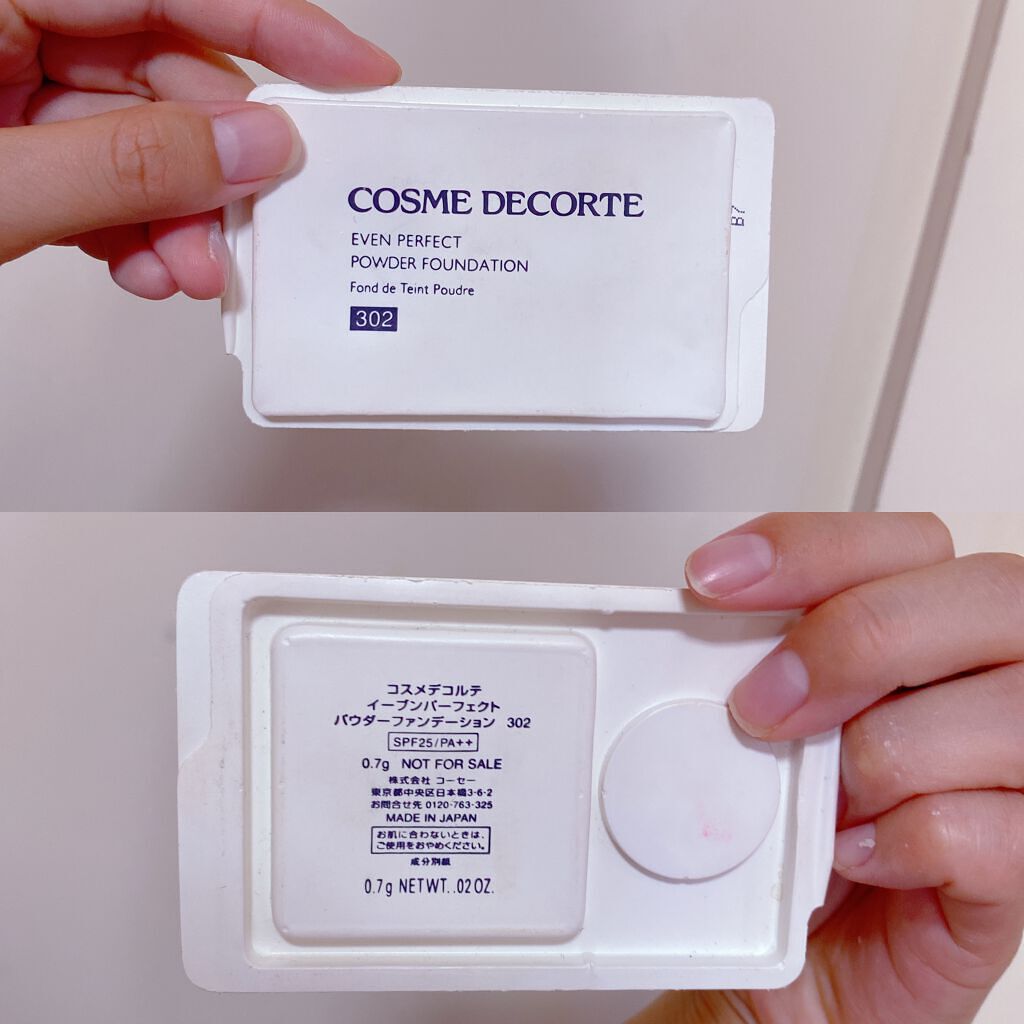 COSME DECORTE
EVEN PERFECT
POWDER FOUNDATION
Fond de Teint Poudre
302
B7
コスメデコルテ
イーブンパーフェクト
パウダーファンデーション 302
SPF25/PA++
0.7g NOT FOR SALE
株式会社 コーセー
東京都中央区日本橋3-6-2
お問合せ先 0120-763-325
MADE IN JAPAN
お肌に合わないときは、
ご使用をおやめください。
成分別紙
0.7g NET WT. .02 OZ.